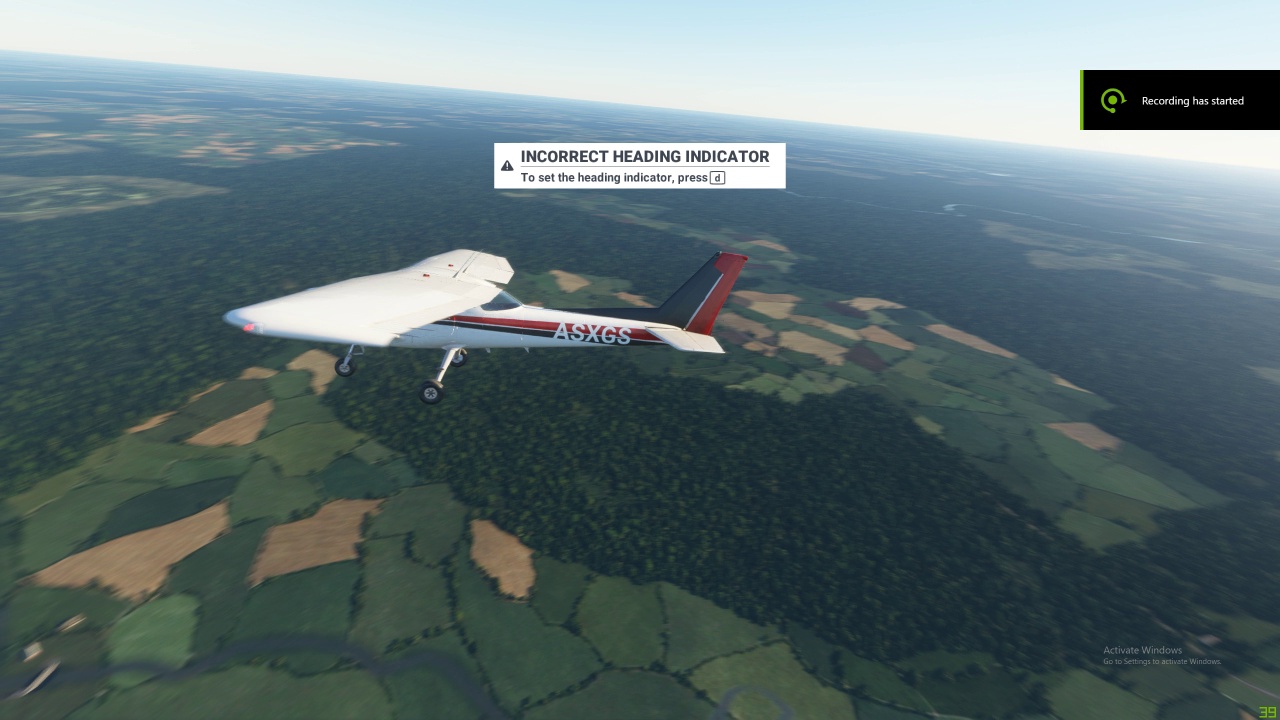 Recording has started
INCORRECT HEADING INDICATOR
To set the heading indicator, press d
ASXGS
Activate Windows
Go to Settings to activate Windows.
39